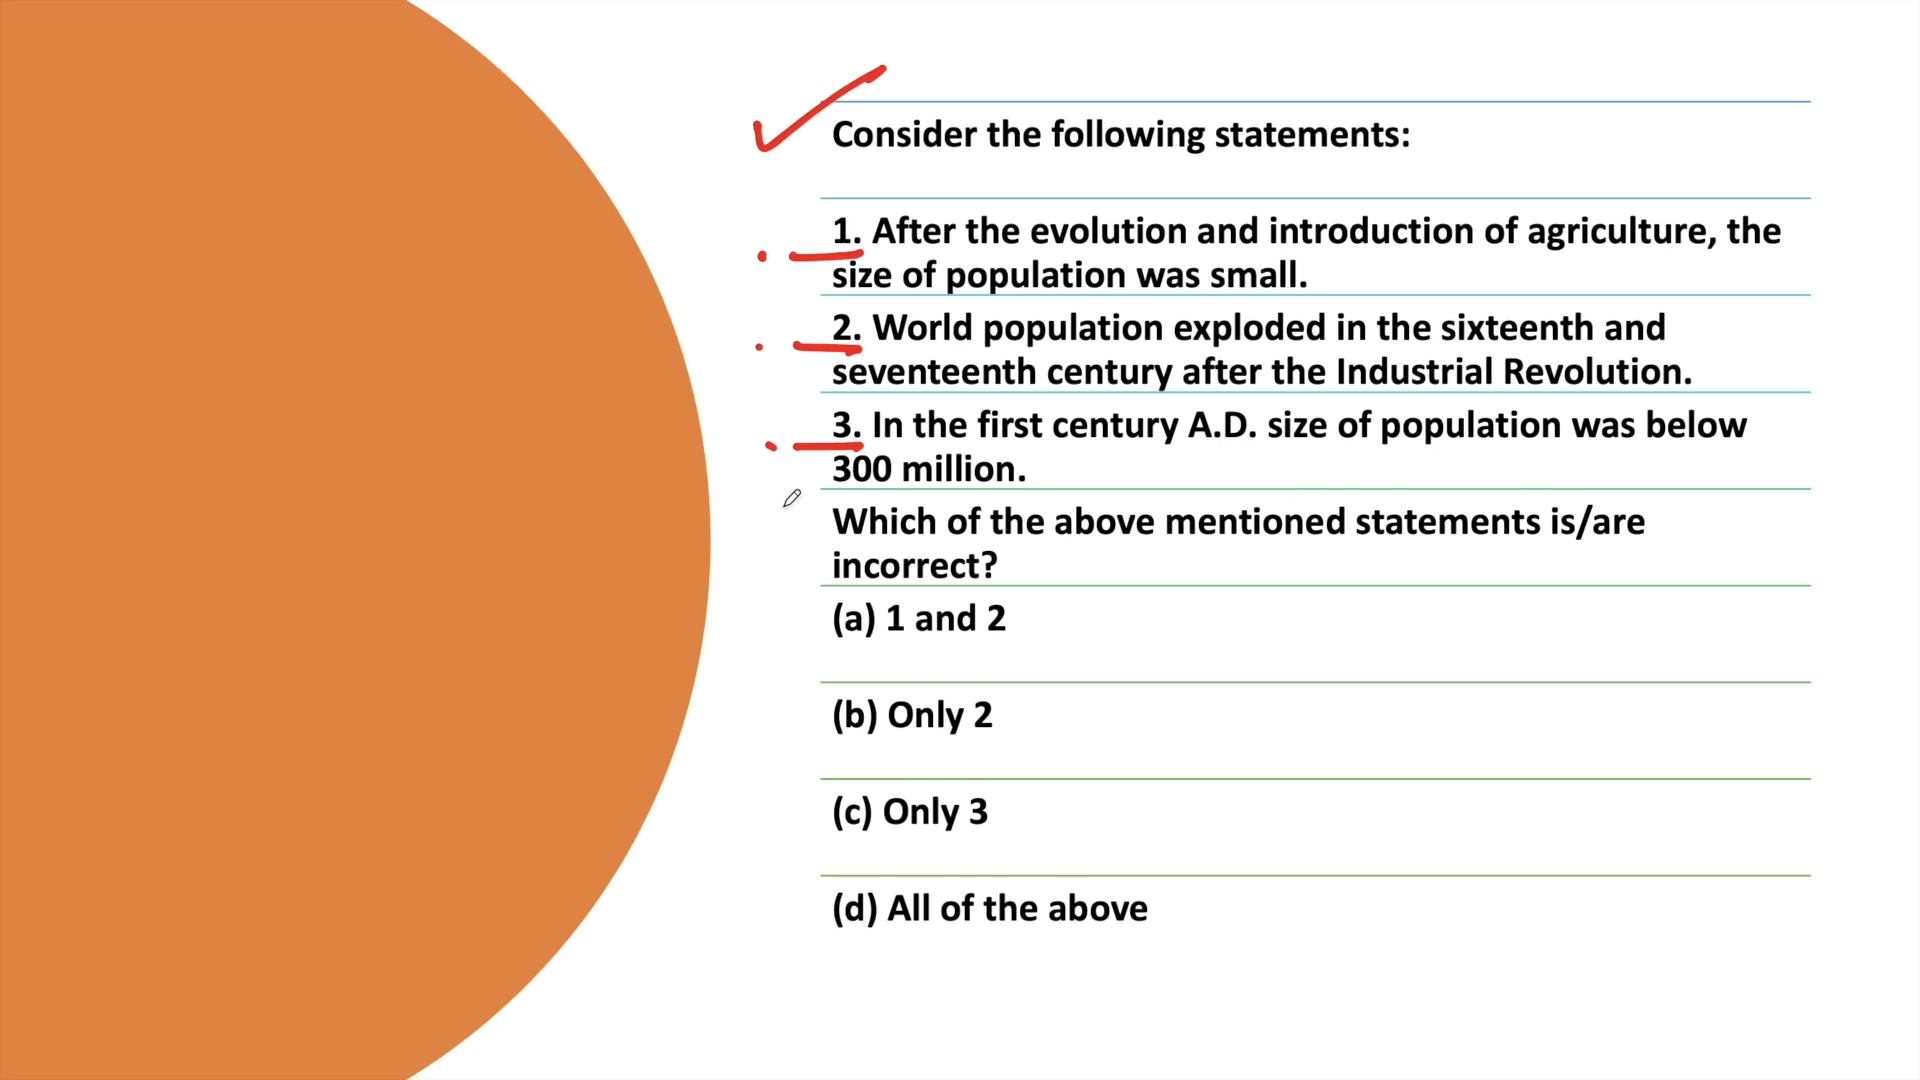 Consider the following statements:
1. After the evolution and introduction of agriculture, the
size of population was small.
2. World population exploded in the sixteenth and
seventeenth century after the Industrial Revolution.
3. In the first century A.D. size of population was below
300 million.
Which of the above mentioned statements is/are
incorrect?
(a) 1 and 2
(b) Only 2
(c) Only 3
(d) All of the above